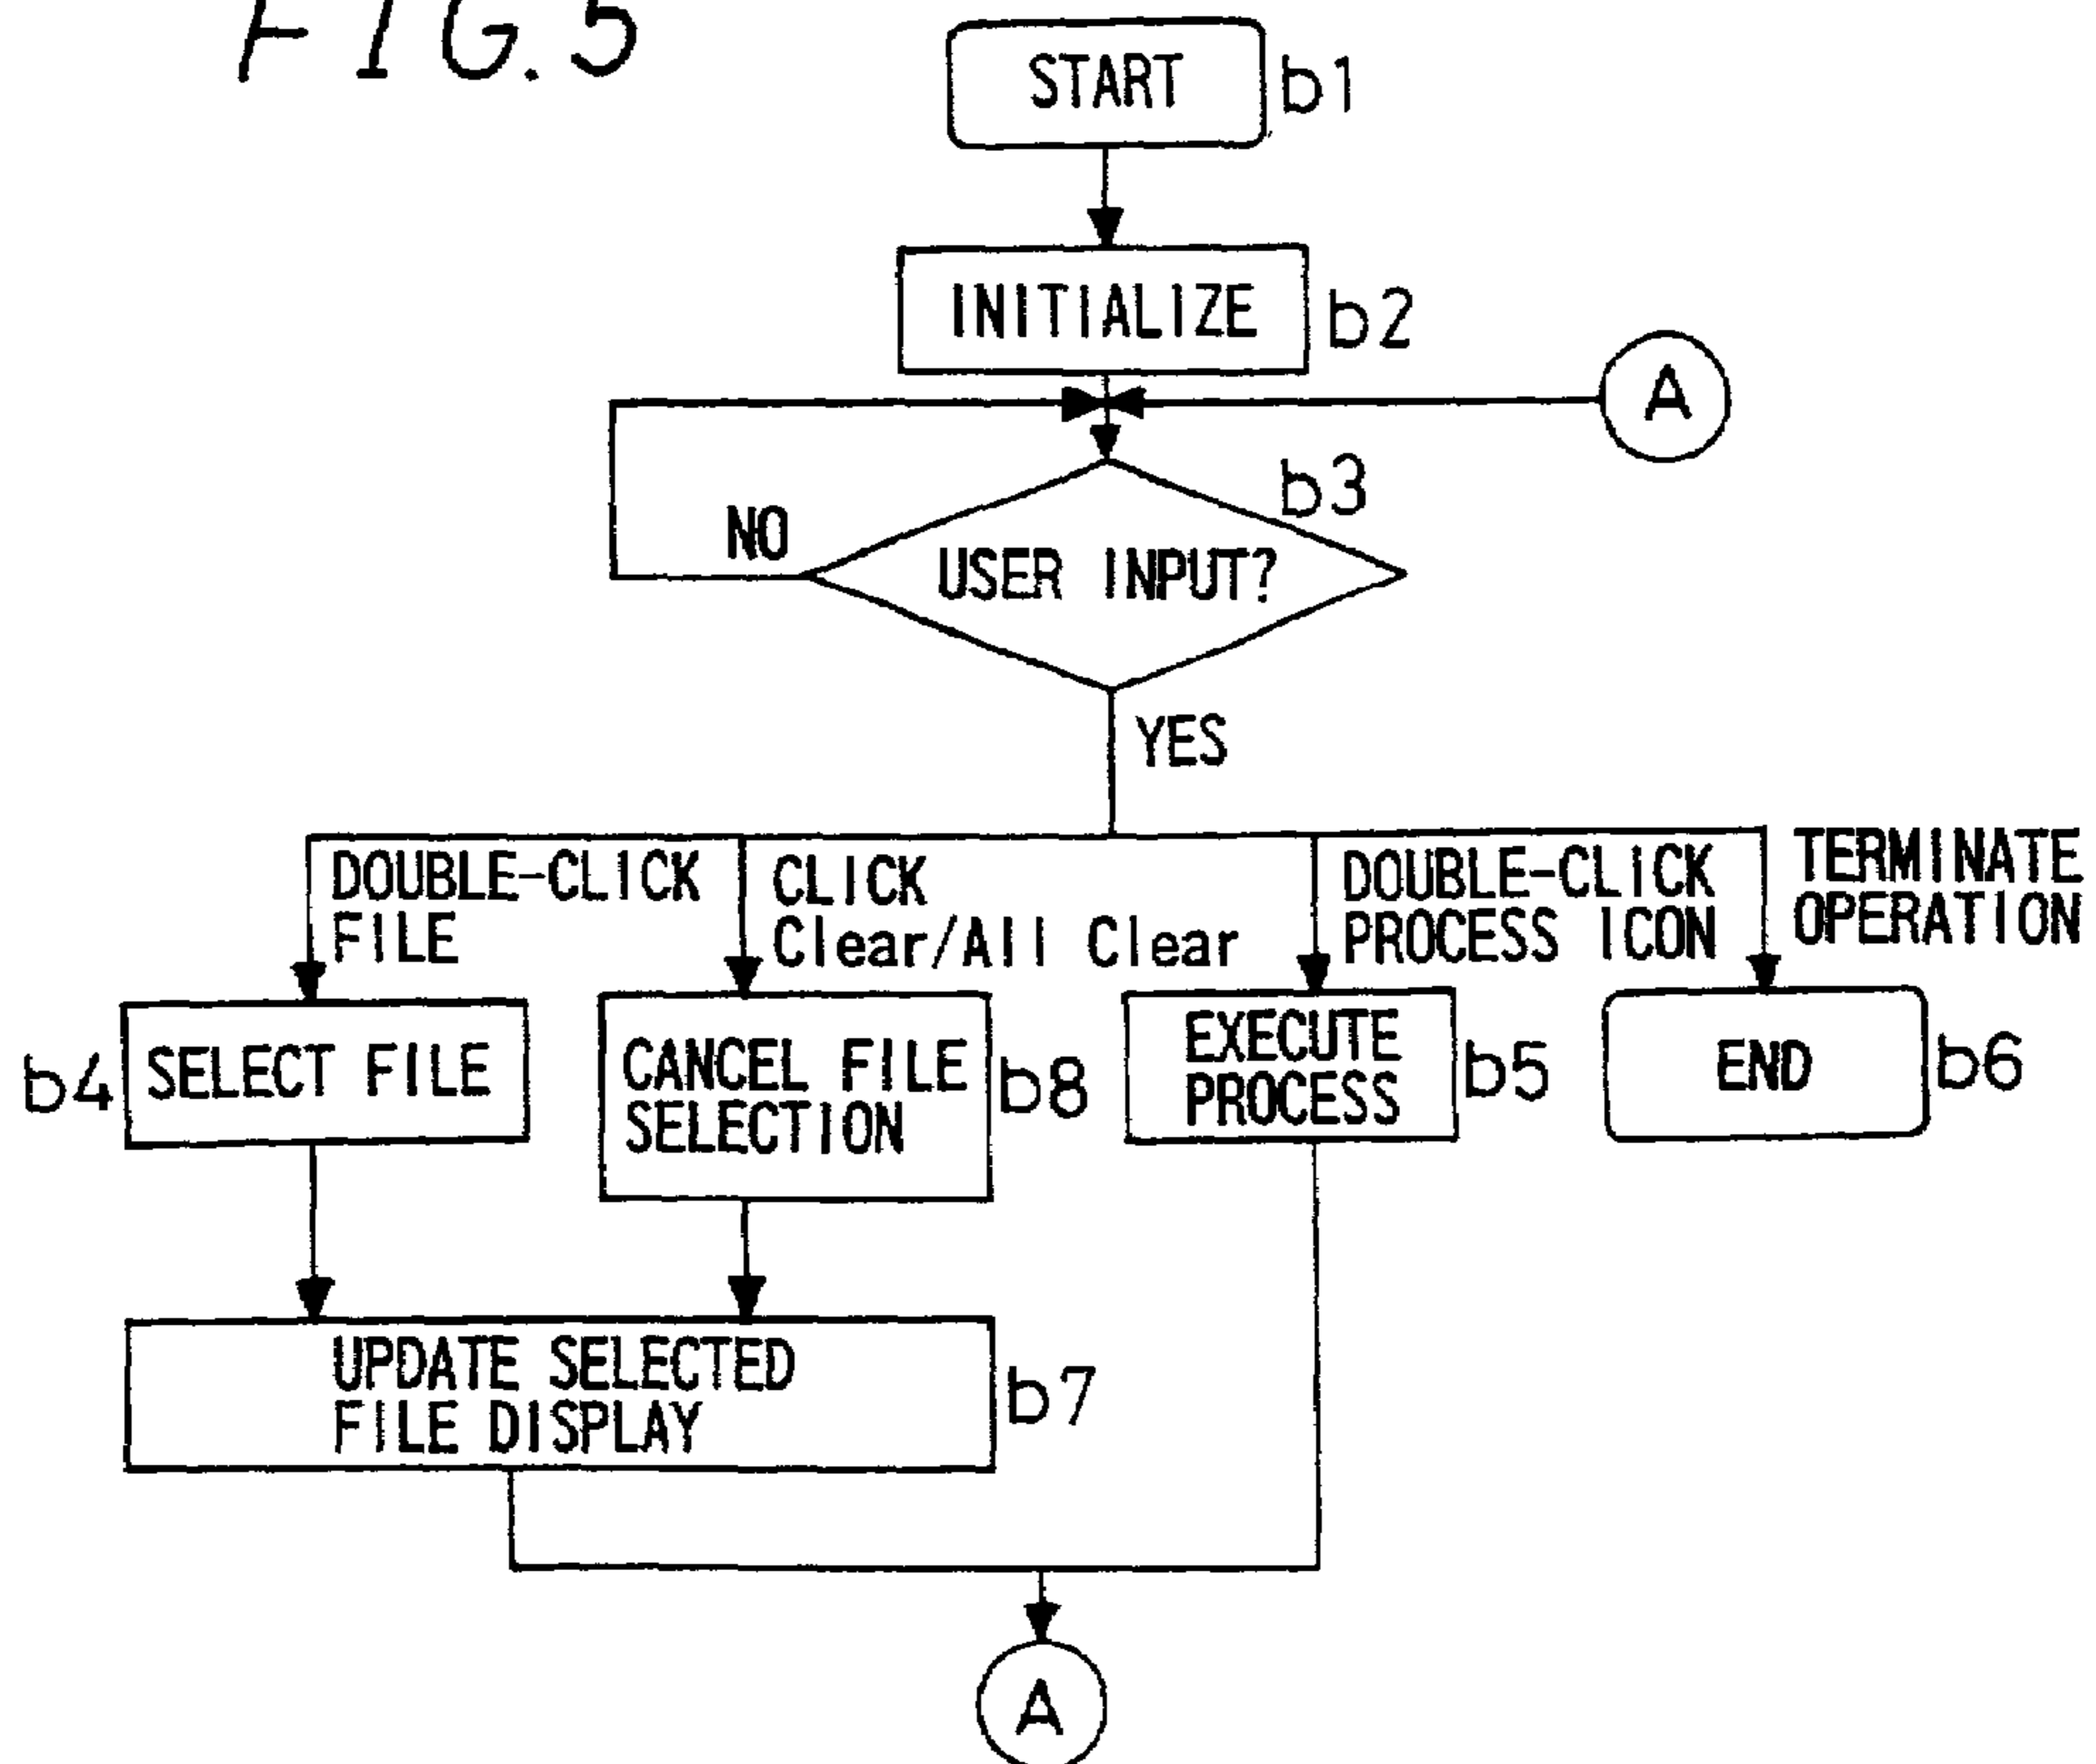 FIG.5
START
b1
INITIALIZE
b2
A
b3
NO
USER INPUT?
YES
DOUBLE-CLICK
FILE
CLICK
Clear/All Clear
DOUBLE-CLICK
PROCESS ICON
TERMINATE
OPERATION
b4
SELECT FILE
CANCEL FILE
SELECTION
b8
EXECUTE
PROCESS
b5
END
b6
UPDATE SELECTED
FILE DISPLAY
b7
A